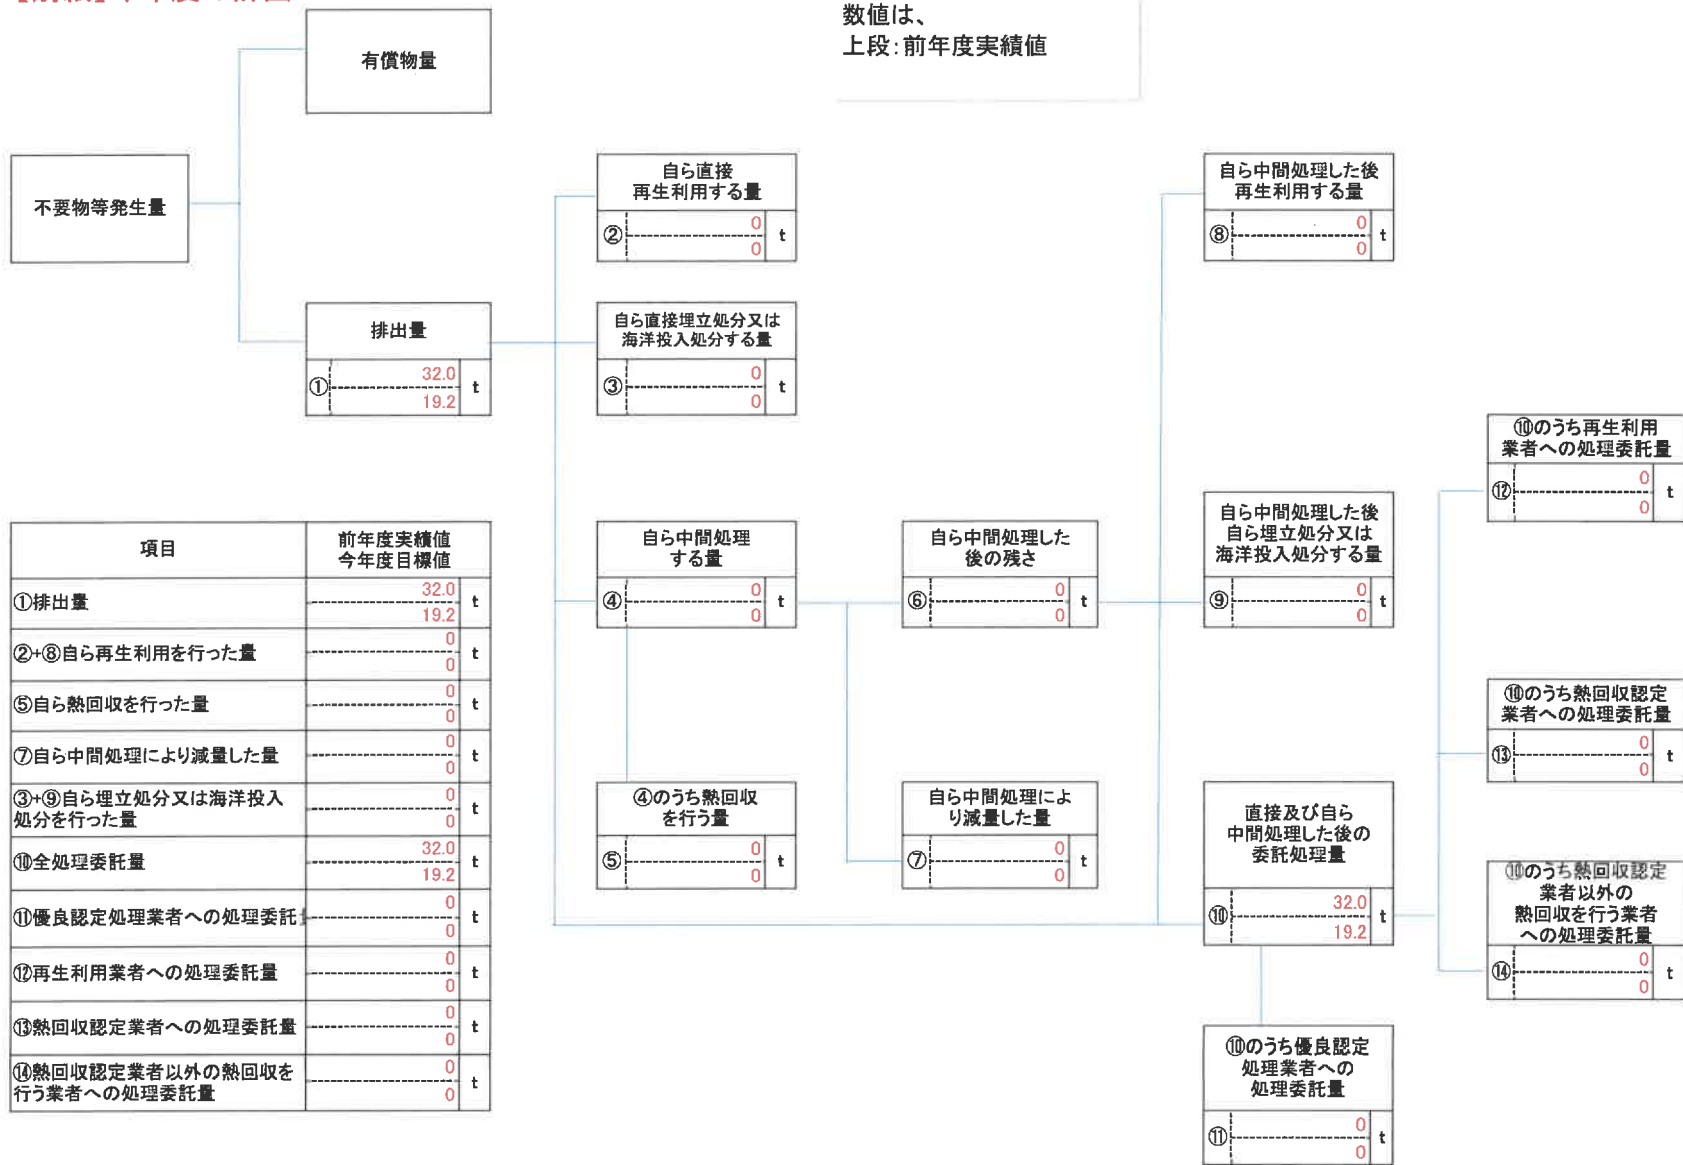 数値は、
上段:前年度実績値
有償物量
不要物等発生量
排出量
① 32.0 t
19.2
自ら直接
再生利用する量
② 0 t
0
自ら直接埋立処分又は
海洋投入処分する量
③ 0 t
0
自ら中間処理
する量
④ 0 t
0
④のうち熱回収
を行う量
⑤ 0 t
0
自ら中間処理した
後の残さ
⑥ 0 t
0
自ら中間処理によ
り減量した量
⑦ 0 t
0
自ら中間処理した後
再生利用する量
⑧ 0 t
0
自ら中間処理した後
自ら埋立処分又は
海洋投入処分する量
⑨ 0 t
0
直接及び自ら
中間処理した後の
委託処理量
⑩ 32.0 t
19.2
⑩のうち優良認定
処理業者への
処理委託量
⑪ 0 t
0
⑩のうち再生利用
業者への処理委託量
⑫ 0 t
0
⑩のうち熱回収認定
業者への処理委託量
⑬ 0 t
0
⑩のうち熱回収認定
業者以外の
熱回収を行う業者
への処理委託量
⑭ 0 t
0
項目 前年度実績値
今年度目標値
①排出量 32.0 t
19.2
②+⑧自ら再生利用を行った量 0 t
0
⑤自ら熱回収を行った量 0 t
0
⑦自ら中間処理により減量した量 0 t
0
③+⑨自ら埋立処分又は海洋投入
処分を行った量 0 t
0
⑩全処理委託量 32.0 t
19.2
⑪優良認定処理業者への処理委託 0 t
0
⑫再生利用業者への処理委託量 0 t
0
⑬熱回収認定業者への処理委託量 0 t
0
⑭熱回収認定業者以外の熱回収を
行う業者への処理委託量 0 t
0